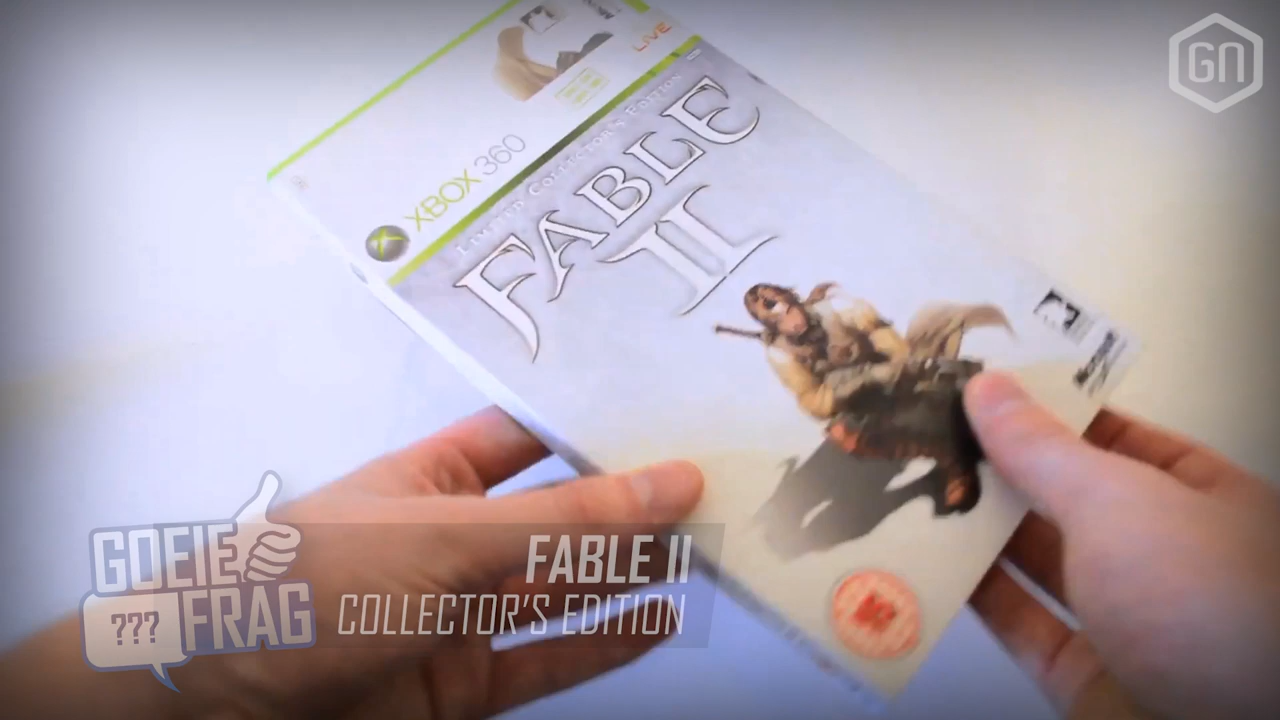 GN
LIVE
XBOX 360
LIMITED COLLECTOR'S EDITION
FABLE
II
GOEIE
???
FRAG
FABLE II
COLLECTOR'S EDITION